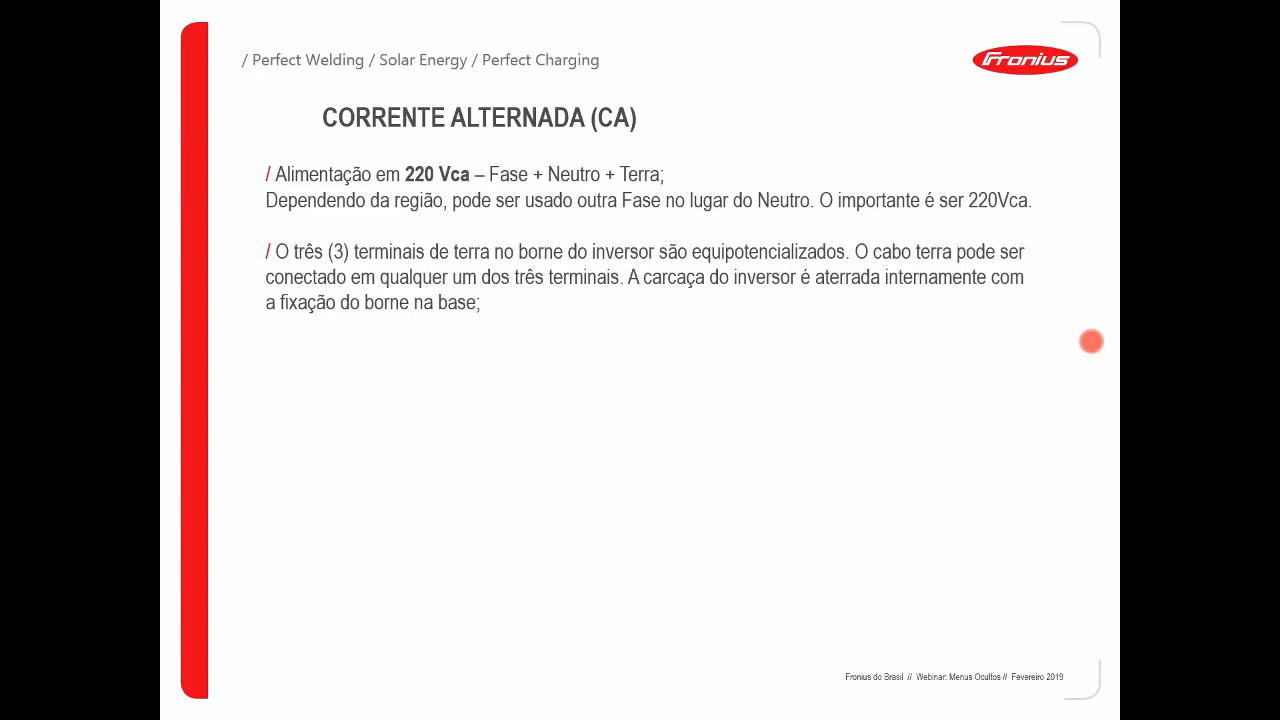 / Perfect Welding / Solar Energy / Perfect Charging
Fronius
CORRENTE ALTERNADA (CA)
/ Alimentação em 220 Vca – Fase + Neutro + Terra;
Dependendo da região, pode ser usado outra Fase no lugar do Neutro. O importante é ser 220Vca.
/ O três (3) terminais de terra no borne do inversor são equipotencializados. O cabo terra pode ser
conectado em qualquer um dos três terminais. A carcaça do inversor é aterrada internamente com
a fixação do borne na base;
Fronius do Brasil // Webinar: Menus Ocultos // Fevereiro 2019